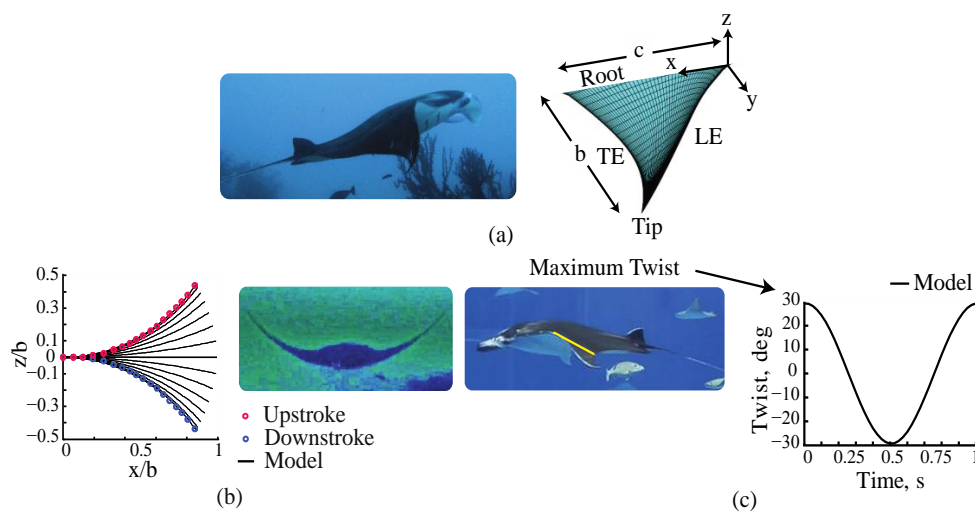 z
c
x
Root
y
b
TE
LE
Tip
(a)
Maximum Twist
0.5
0.3
0.1
0
−0.1
−0.3
−0.5
z/b
0
0.5
1
x/b
Upstroke
Downstroke
Model
(b)
Model
30
20
10
0
−10
−20
−30
Twist, deg
0
0.25
0.5
0.75
1
Time, s
(c)